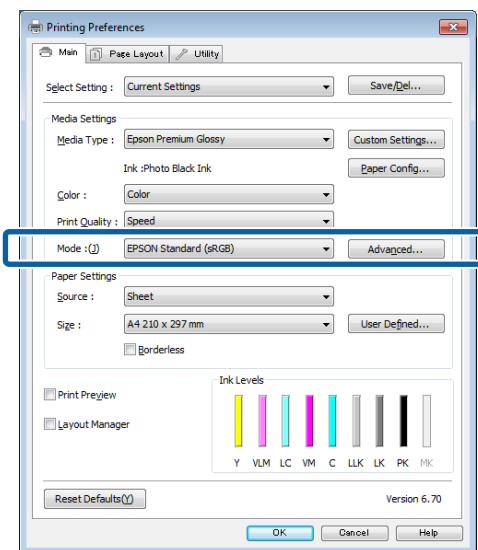 Printing Preferences
Main Page Layout Utility
Select Setting : Current Settings Save/Del...
Media Settings
Media Type : Epson Premium Glossy Custom Settings...
Ink :Photo Black Ink Paper Config...
Color : Color
Print Quality : Speed
Mode :(J) EPSON Standard (sRGB) Advanced...
Paper Settings
Source : Sheet
Size : A4 210 x 297 mm User Defined...
Borderless
Ink Levels
Print Preview
Layout Manager
Y VLM LC VM C LLK LK PK MK
Reset Defaults(Y) Version 6.70
OK Cancel Help